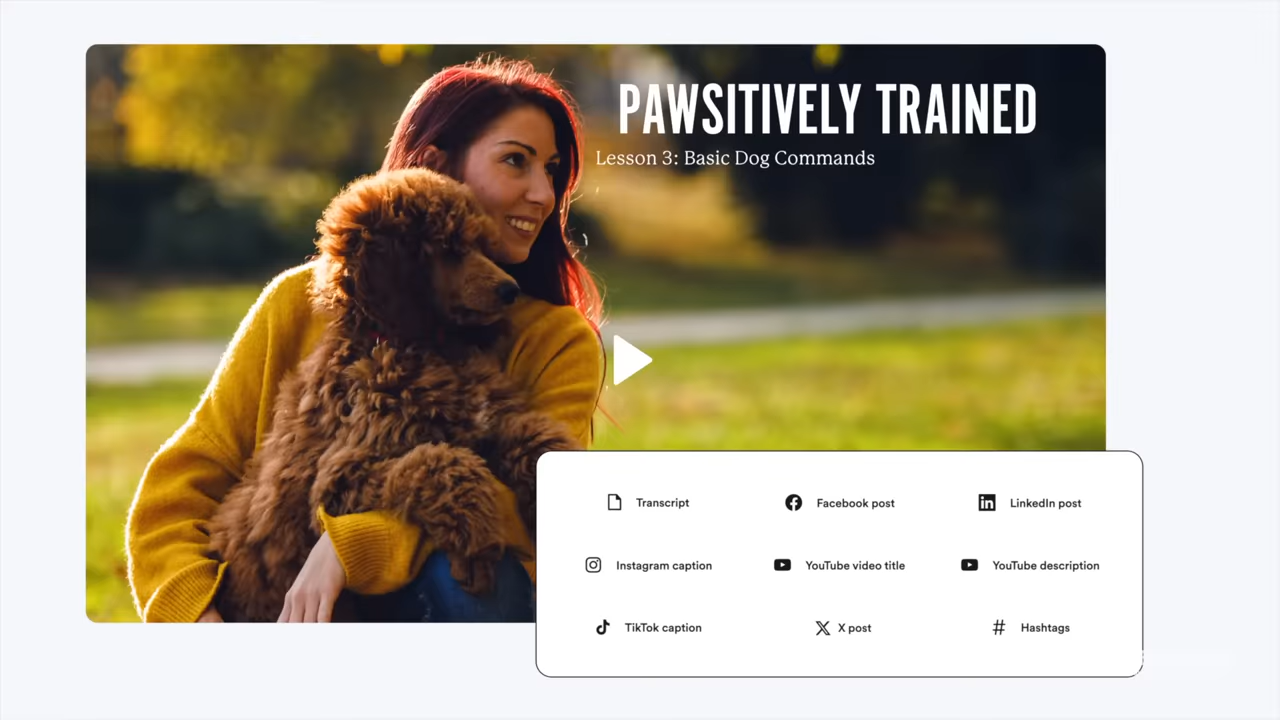 PAWSITIVELY TRAINED
Lesson 3: Basic Dog Commands
Transcript
Facebook post
LinkedIn post
Instagram caption
YouTube video title
YouTube description
TikTok caption
X post
Hashtags